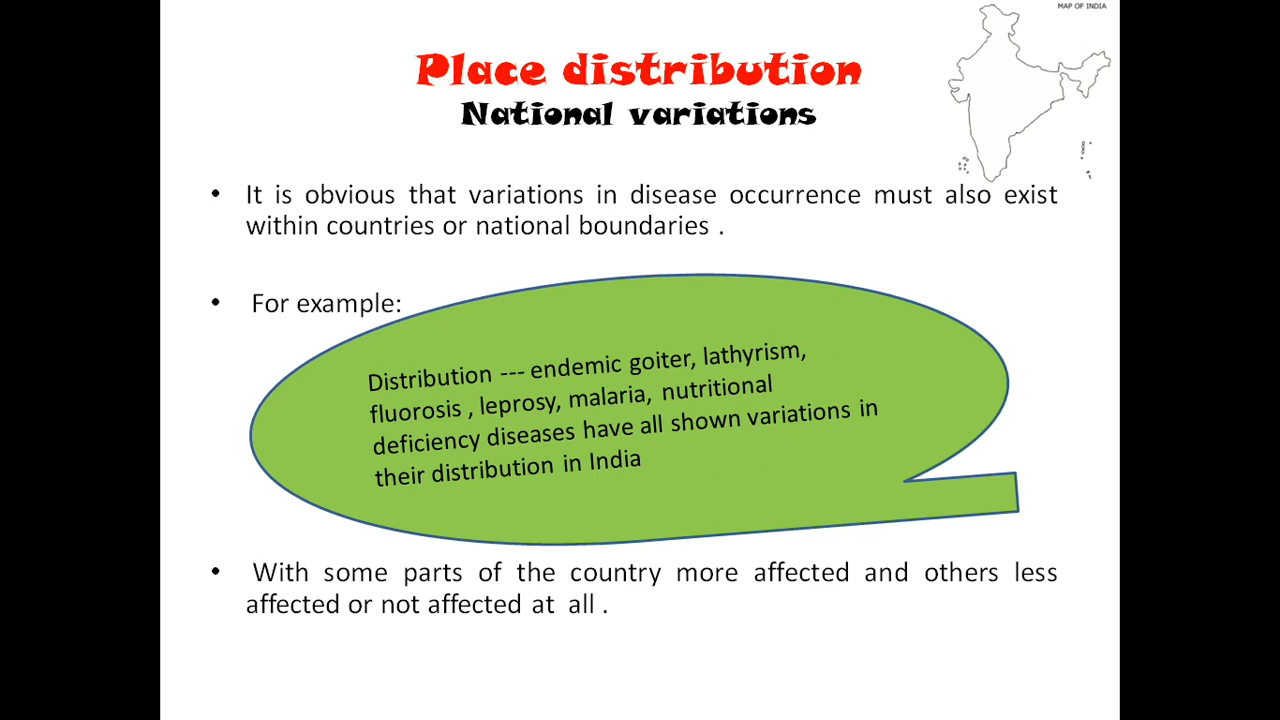 MAP OF INDIA
Place distribution
National variations
• It is obvious that variations in disease occurrence must also exist
within countries or national boundaries .
• For example:
Distribution --- endemic goiter, lathyrism,
fluorosis , leprosy, malaria, nutritional
deficiency diseases have all shown variations in
their distribution in India
• With some parts of the country more affected and others less
affected or not affected at all .